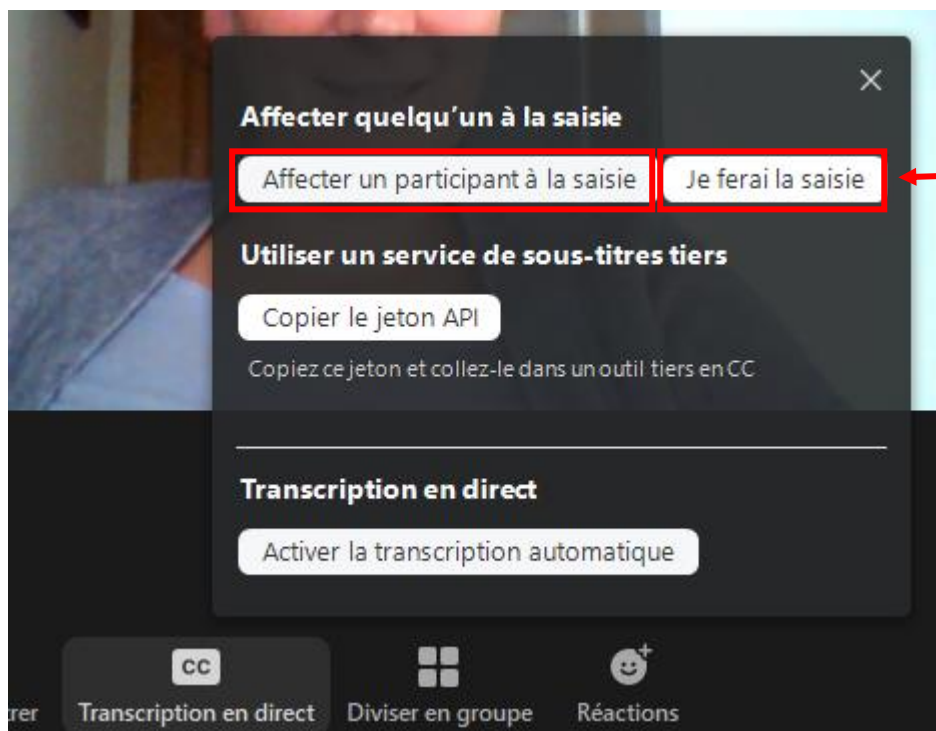 Affecter quelqu'un à la saisie
Affecter un participant à la saisie Je ferai la saisie
Utiliser un service de sous-titres tiers
Copier le jeton API
Copiez ce jeton et collez-le dans un outil tiers en CC
Transcription en direct
Activer la transcription automatique
CC
rer Transcription en direct Diviser en groupe Réactions